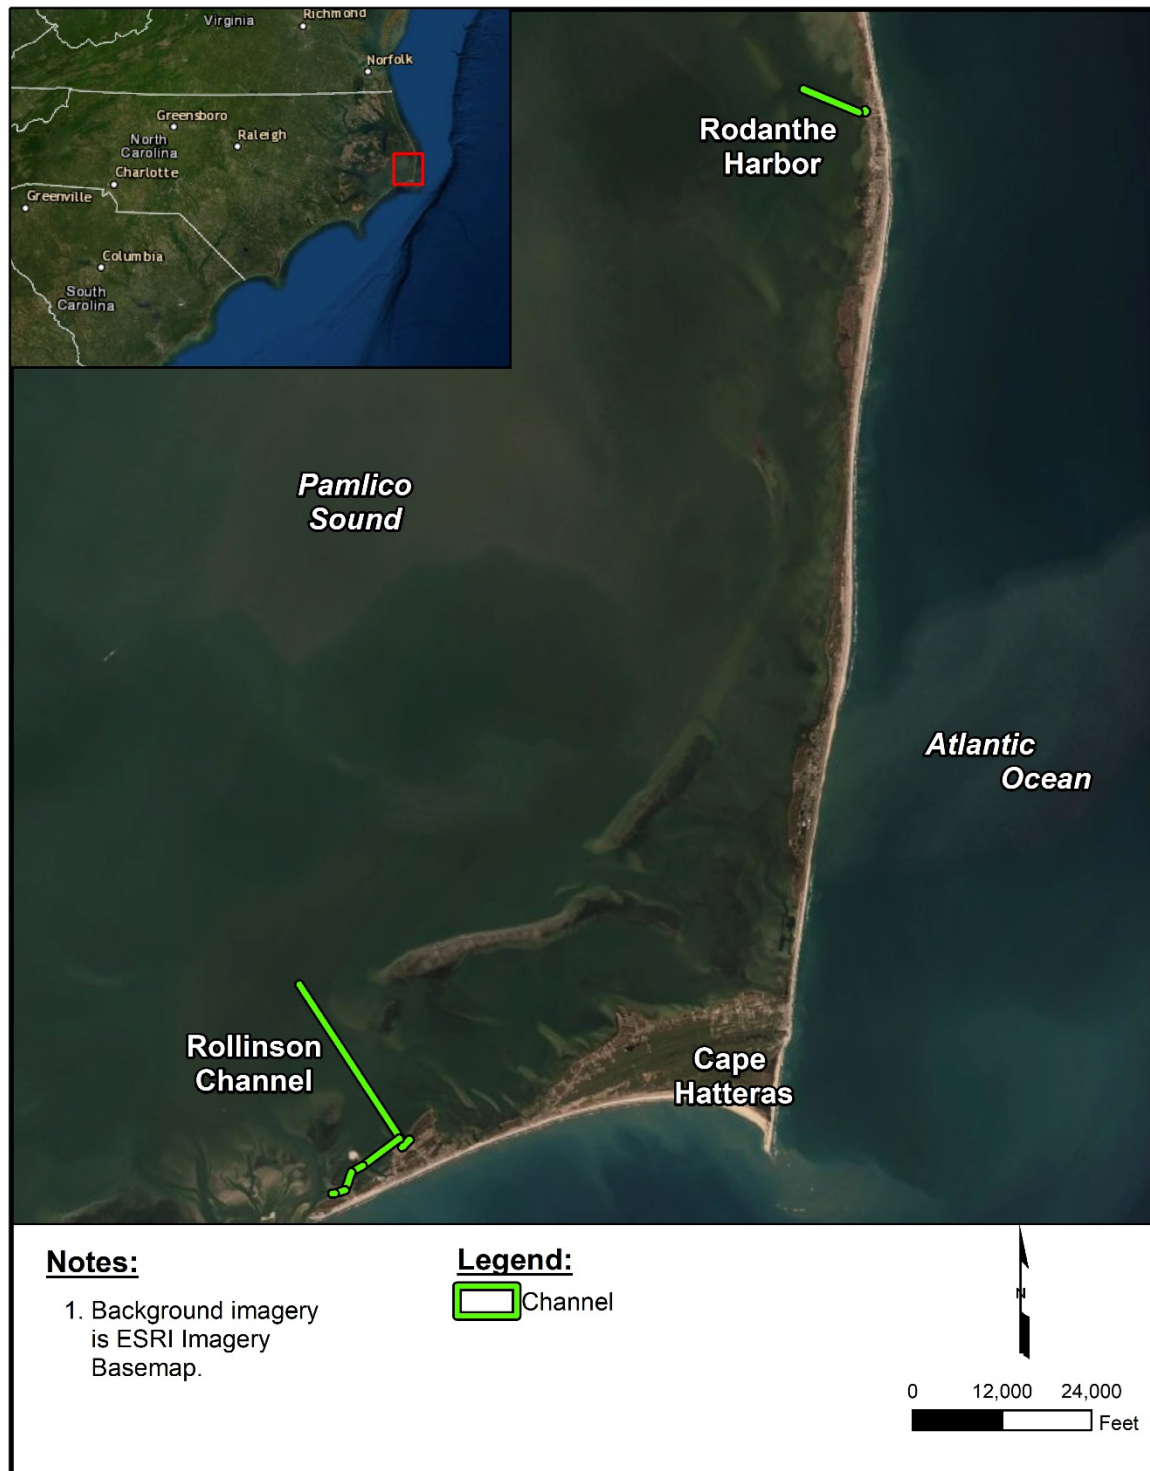 Virginia
Richmond
Norfolk
Greensboro
North
Carolina
Raleigh
Charlotte
Greenville
Columbia
South
Carolina
Rodanthe
Harbor
Pamlico
Sound
Atlantic
Ocean
Rollinson
Channel
Cape
Hatteras
Notes:
1. Background imagery
is ESRI Imagery
Basemap.
Legend:
Channel
N
0 12,000 24,000
Feet